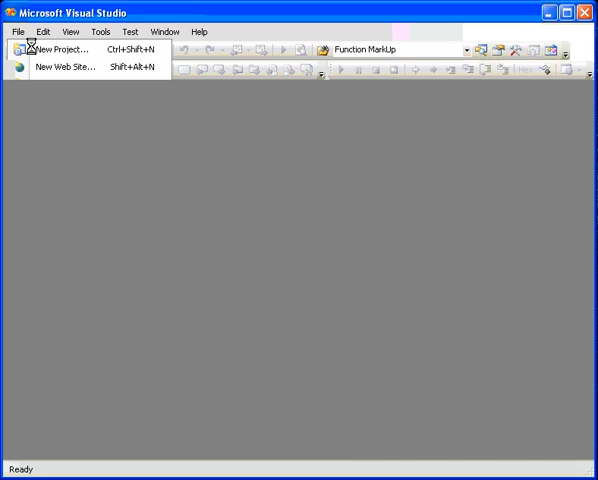 Microsoft Visual Studio
File Edit View Tools Test Window Help
New Project... Ctrl+Shift+N
Function MarkUp
New Web Site... Shift+Alt+N
Hex
Ready